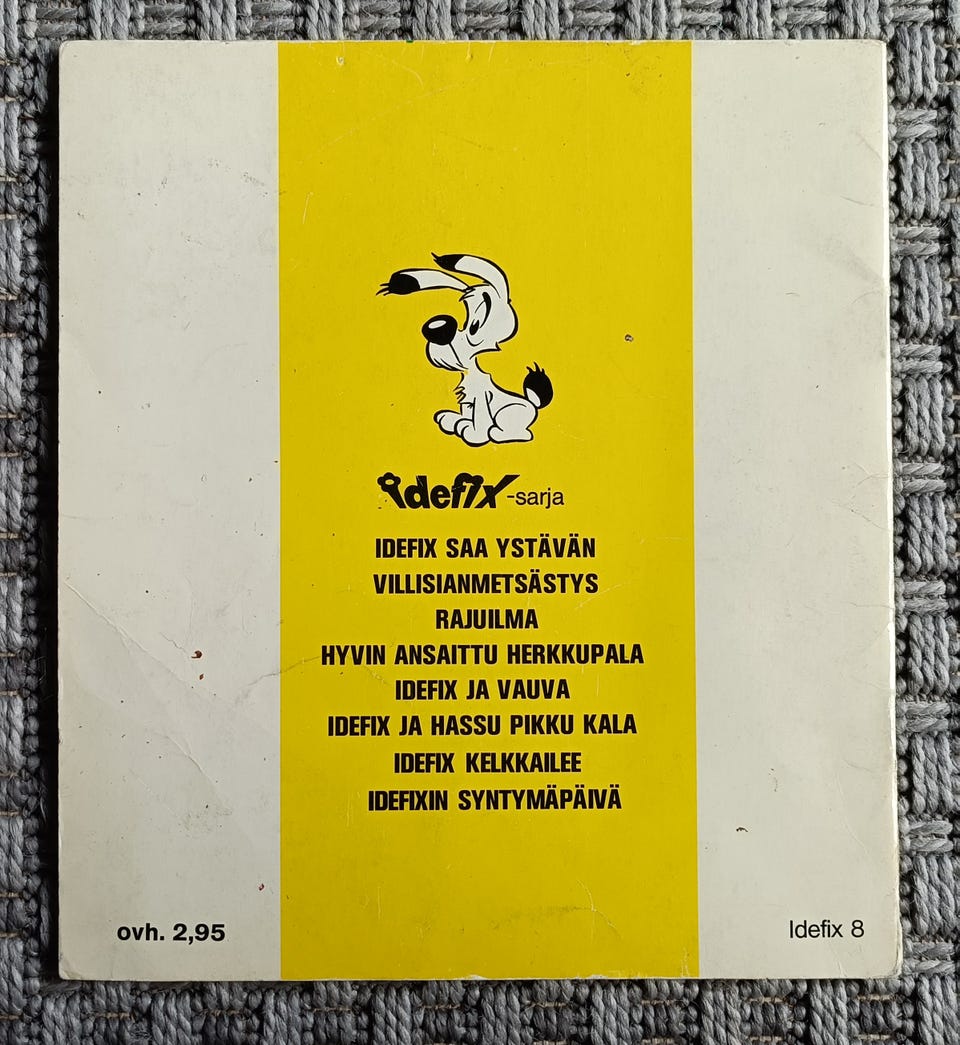 idefix-sarja
IDEFIX SAA YSTÄVÄN
VILLISIANMETSÄSTYS
RAJUILMA
HYVIN ANSAITTU HERKKUPALA
IDEFIX JA VAUVA
IDEFIX JA HASSU PIKKU KALA
IDEFIX KELKKAILEE
IDEFIXIN SYNTYMÄPÄIVÄ
ovh. 2,95
Idefix 8